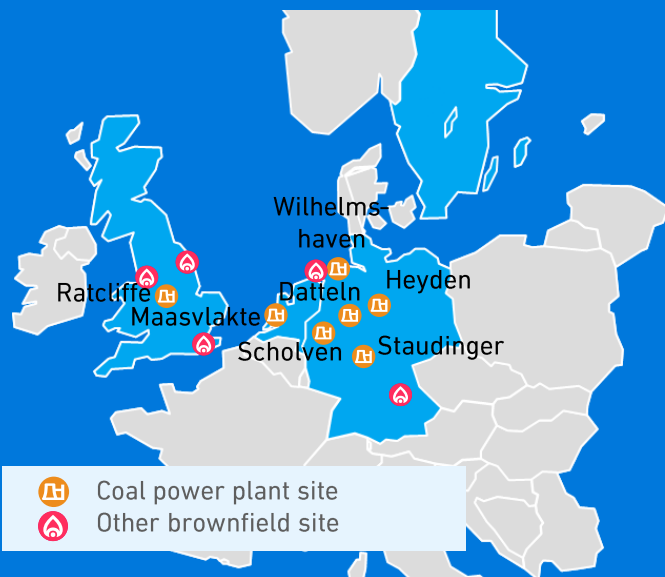 Wilhelms-
haven
Heyden
Datteln
Ratcliffe
Maasvlakte
Scholven
Staudinger
Coal power plant site
Other brownfield site